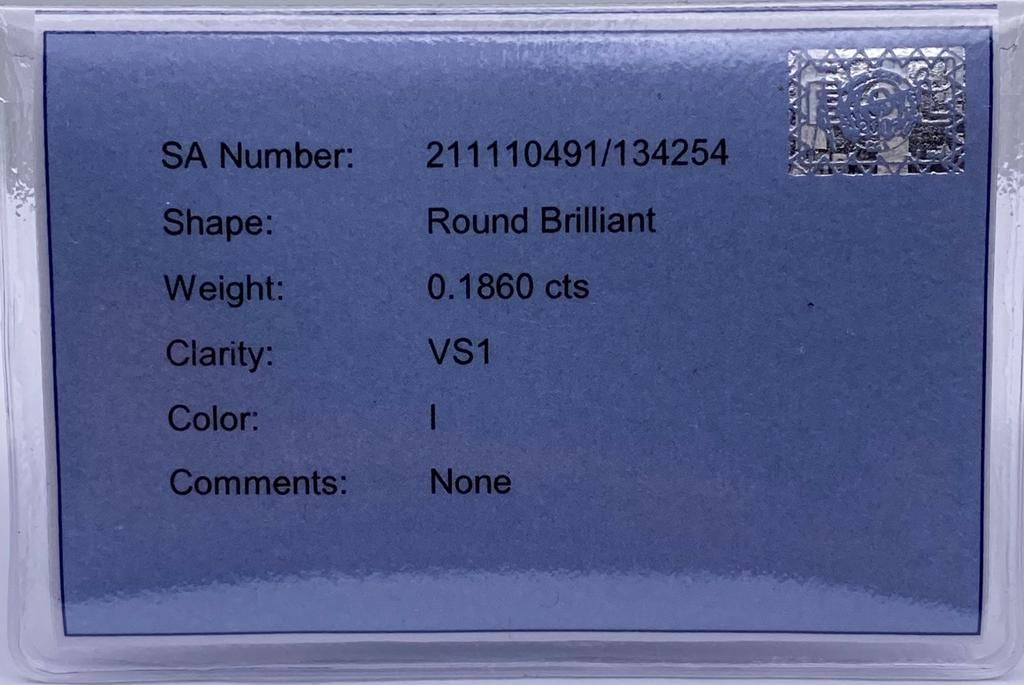 SA Number: 211110491/134254
Shape: Round Brilliant
Weight: 0.1860 cts
Clarity: VS1
Color: I
Comments: None